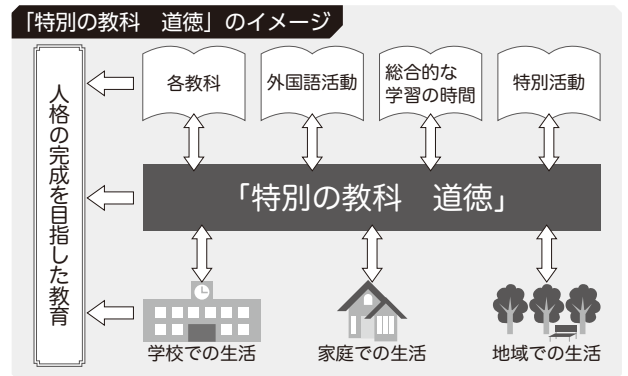 「特別の教科　道徳」のイメージ
人格の完成を目指した教育
各教科
外国語活動
総合的な
学習の時間
特別活動
「特別の教科　道徳」
学校での生活
家庭での生活
地域での生活